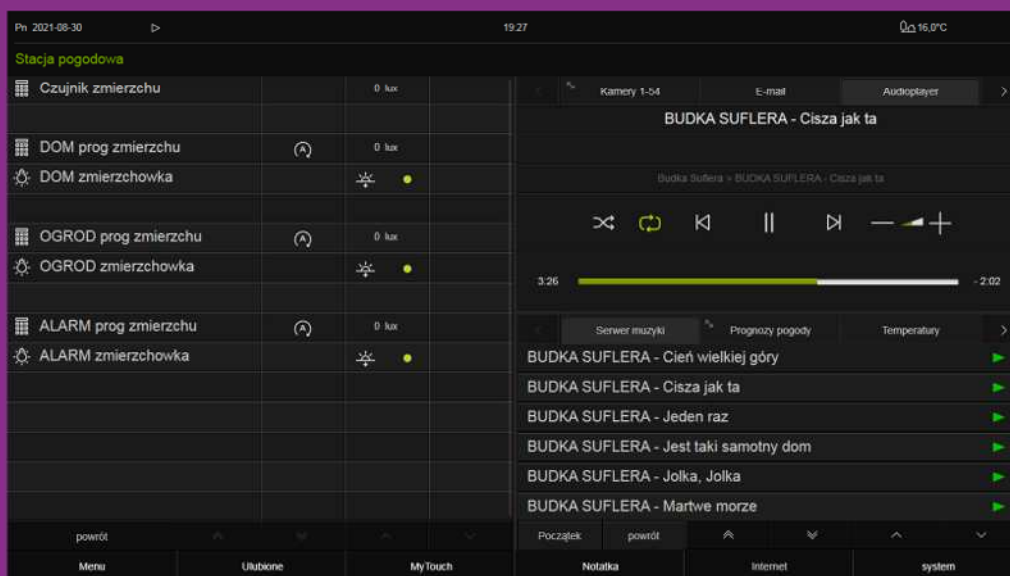 Pn 2021-08-30
19:27
16,0°C
Stacja pogodowa
Czujnik zmierzchu 0 lux
DOM prog zmierzchu 0 lux
DOM zmierzchowka
OGROD prog zmierzchu 0 lux
OGROD zmierzchowka
ALARM prog zmierzchu 0 lux
ALARM zmierzchowka
powrót
Kamery 1-54 E-mail Audioplayer
BUDKA SUFLERA - Cisza jak ta
Budka Suflera > BUDKA SUFLERA - Cisza jak ta
3:26 - 2:02
Serwer muzyki Prognozy pogody Temperatury
BUDKA SUFLERA - Cień wielkiej góry
BUDKA SUFLERA - Cisza jak ta
BUDKA SUFLERA - Jeden raz
BUDKA SUFLERA - Jest taki samotny dom
BUDKA SUFLERA - Jolka, Jolka
BUDKA SUFLERA - Martwe morze
Początek powrót
Menu Ulubione MyTouch Notatka Internet system